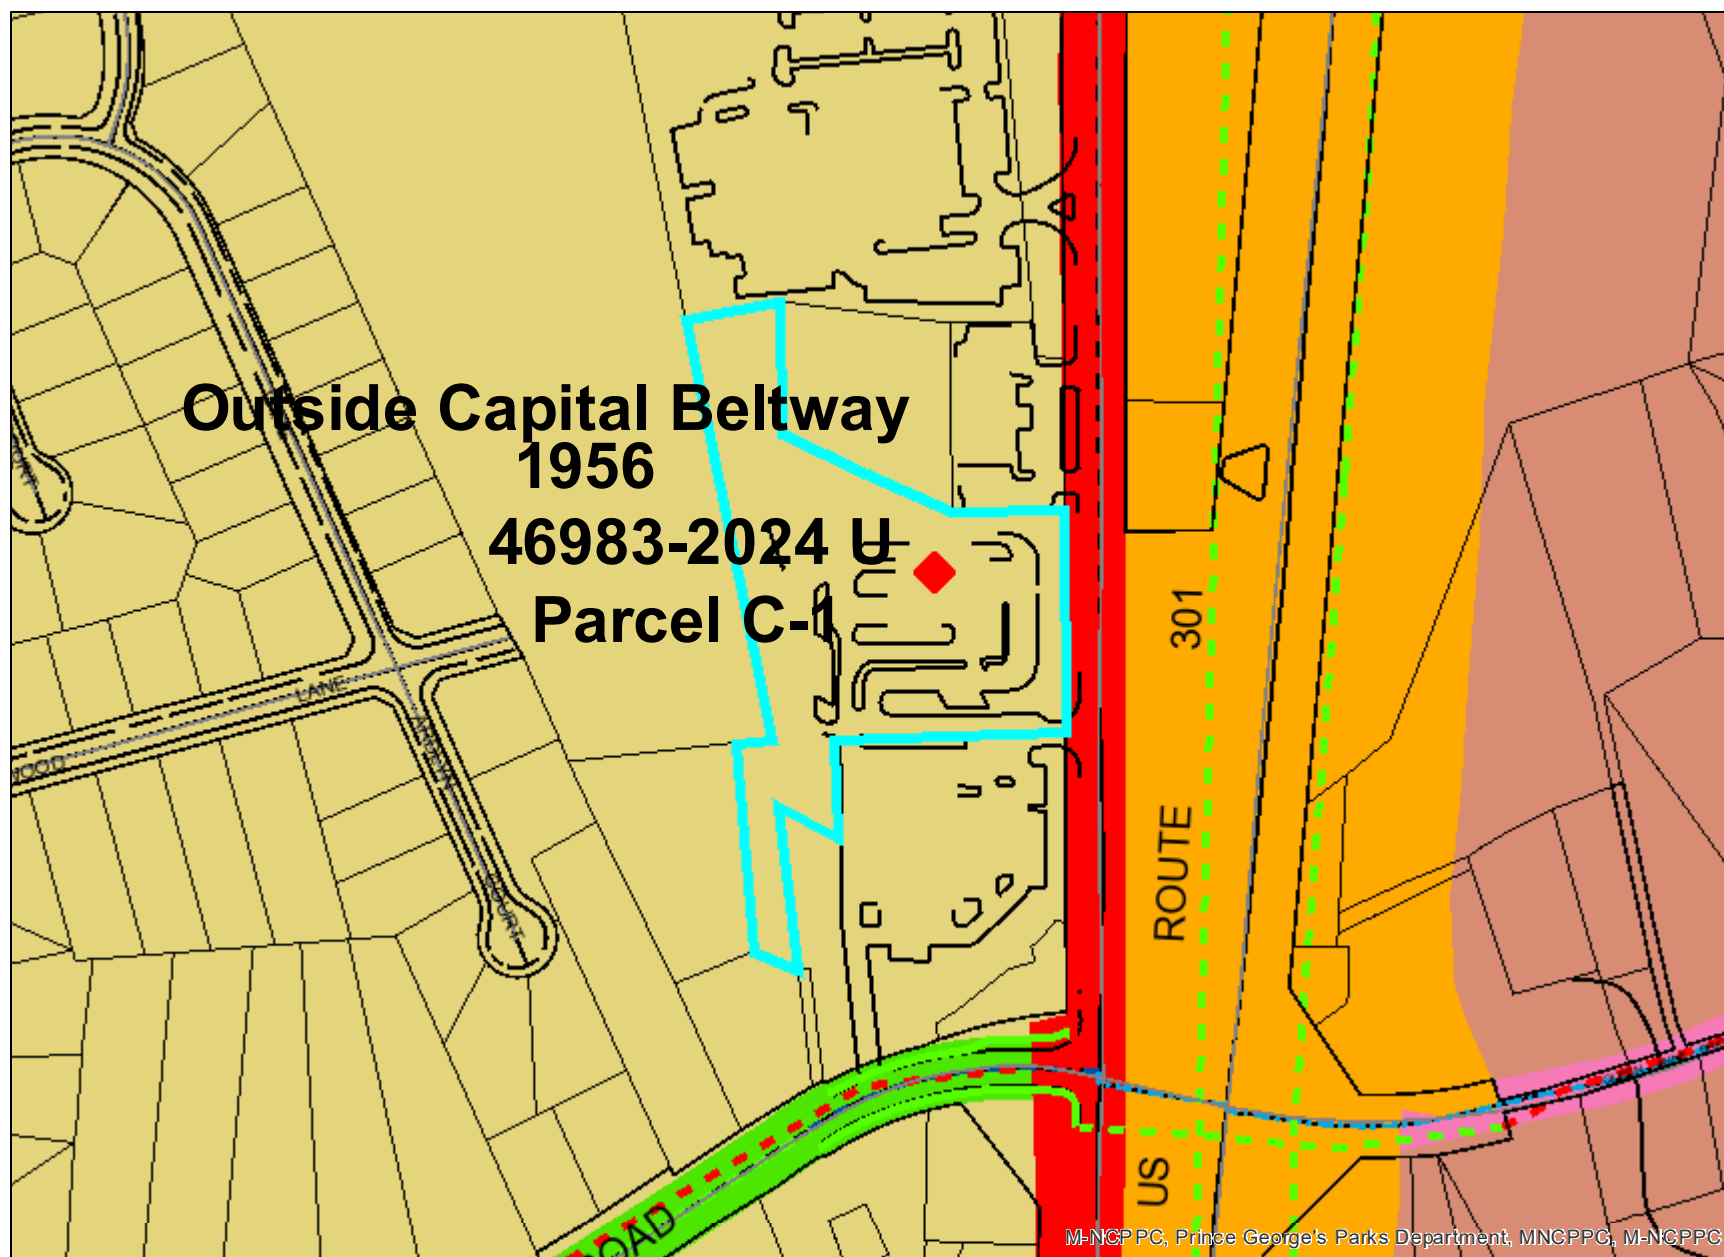 Outside Capital Beltway
1956
46983-2024 U
Parcel C-1
301
ROUTE
US
LANE
COURT
M-NCPPC, Prince George's Parks Department, MNCPPC, M-NCPPC